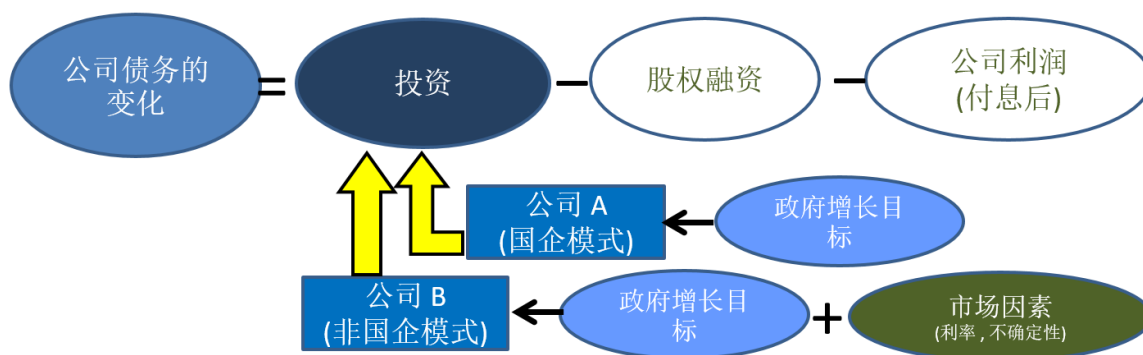 公司债务的
变化
=
投资
–
股权融资
–
公司利润
(付息后)
公司 A
(国企模式)
政府增长目
标
公司 B
(非国企模式)
政府增长目
标
+
市场因素
(利率 , 不确定性)